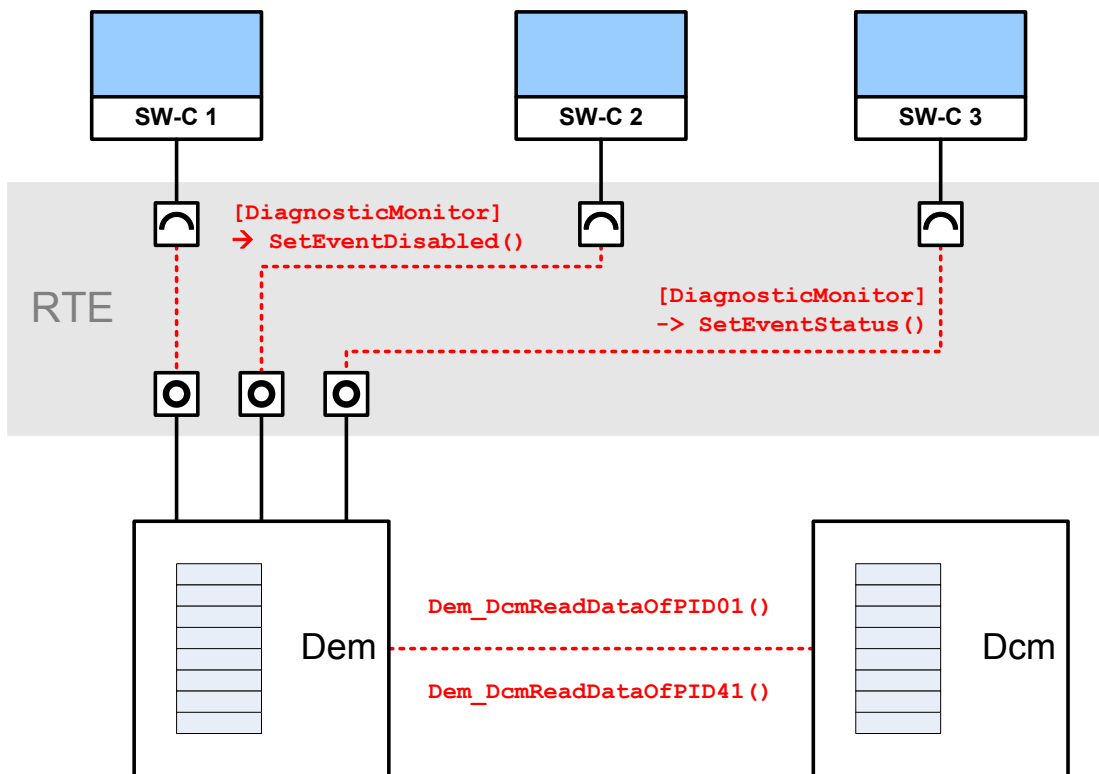 SW-C 1
SW-C 2
SW-C 3
[DiagnosticMonitor]
→ SetEventDisabled()
RTE
[DiagnosticMonitor]
-> SetEventStatus()
Dem_DcmReadDataOfPID01()
Dem
Dcm
Dem_DcmReadDataOfPID41()